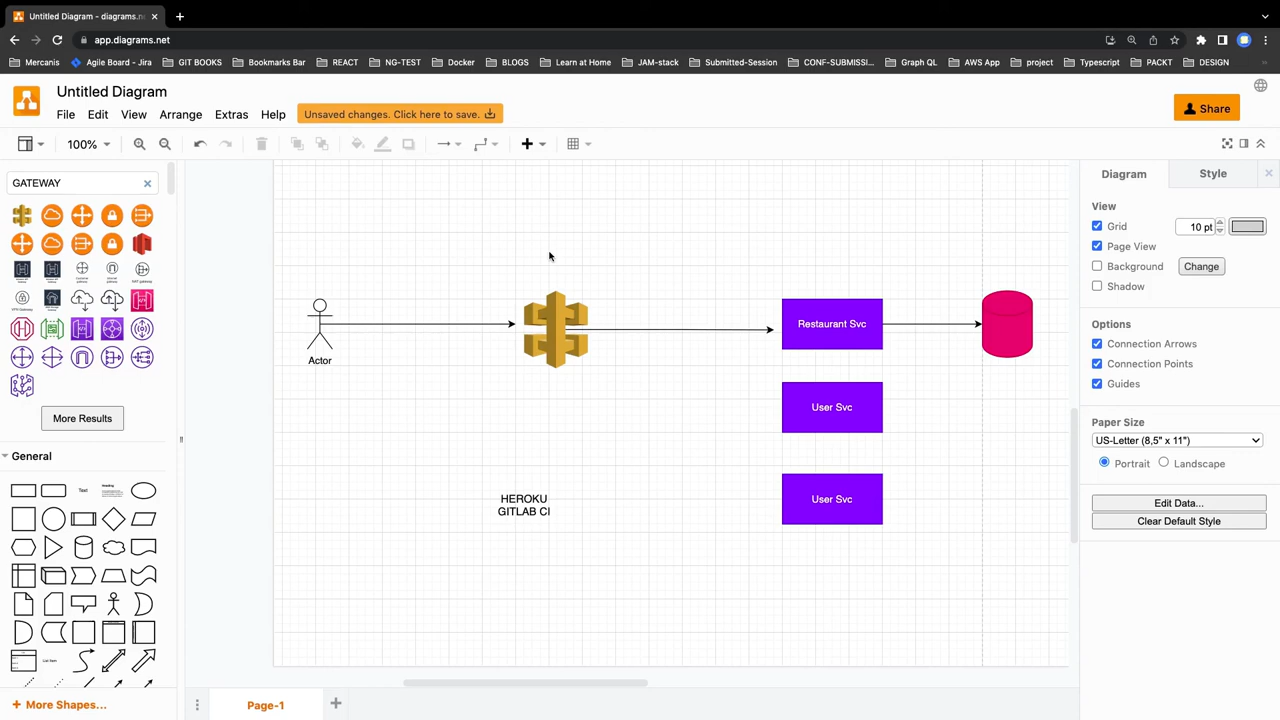 Untitled Diagram - diagrams.ne
app.diagrams.net
Mercanis
Agile Board - Jira
GIT BOOKS
Bookmarks Bar
REACT
NG-TEST
Docker
BLOGS
Learn at Home
JAM-stack
Submitted-Session
CONF-SUBMISSI...
Graph QL
AWS App
project
Typescript
PACKT
DESIGN
Untitled Diagram
File
Edit
View
Arrange
Extras
Help
Unsaved changes. Click here to save.
Share
100%
GATEWAY
More Results
General
Text
Heading
List Item
More Shapes...
Actor
HEROKU
GITLAB CI
Restaurant Svc
User Svc
User Svc
Page-1
Diagram
Style
View
Grid
10 pt
Page View
Background
Change
Shadow
Options
Connection Arrows
Connection Points
Guides
Paper Size
US-Letter (8,5" x 11")
Portrait
Landscape
Edit Data...
Clear Default Style